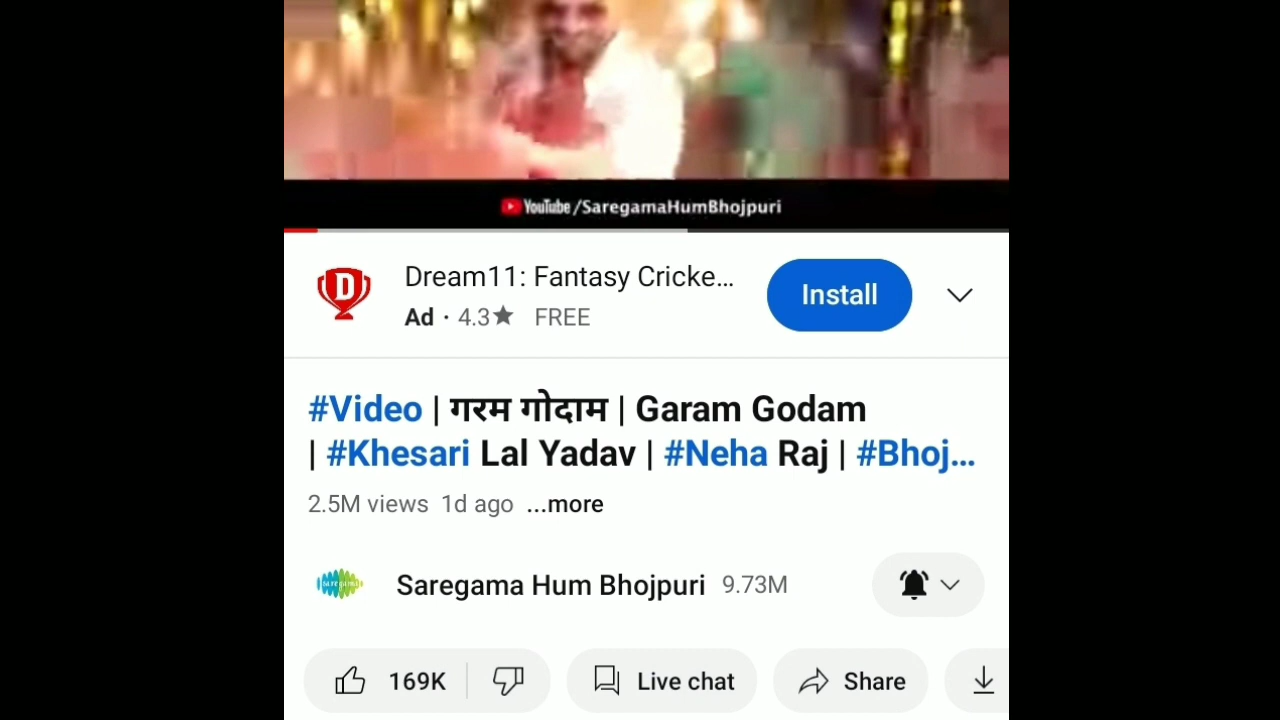 YouTube /SaregamaHumBhojpuri
D
Dream11: Fantasy Cricke...
Install
Ad · 4.3★ FREE
#Video | गरम गोदाम | Garam Godam
| #Khesari Lal Yadav | #Neha Raj | #Bhoj...
2.5M views 1d ago ...more
saregama
Saregama Hum Bhojpuri 9.73M
169K
Live chat
Share